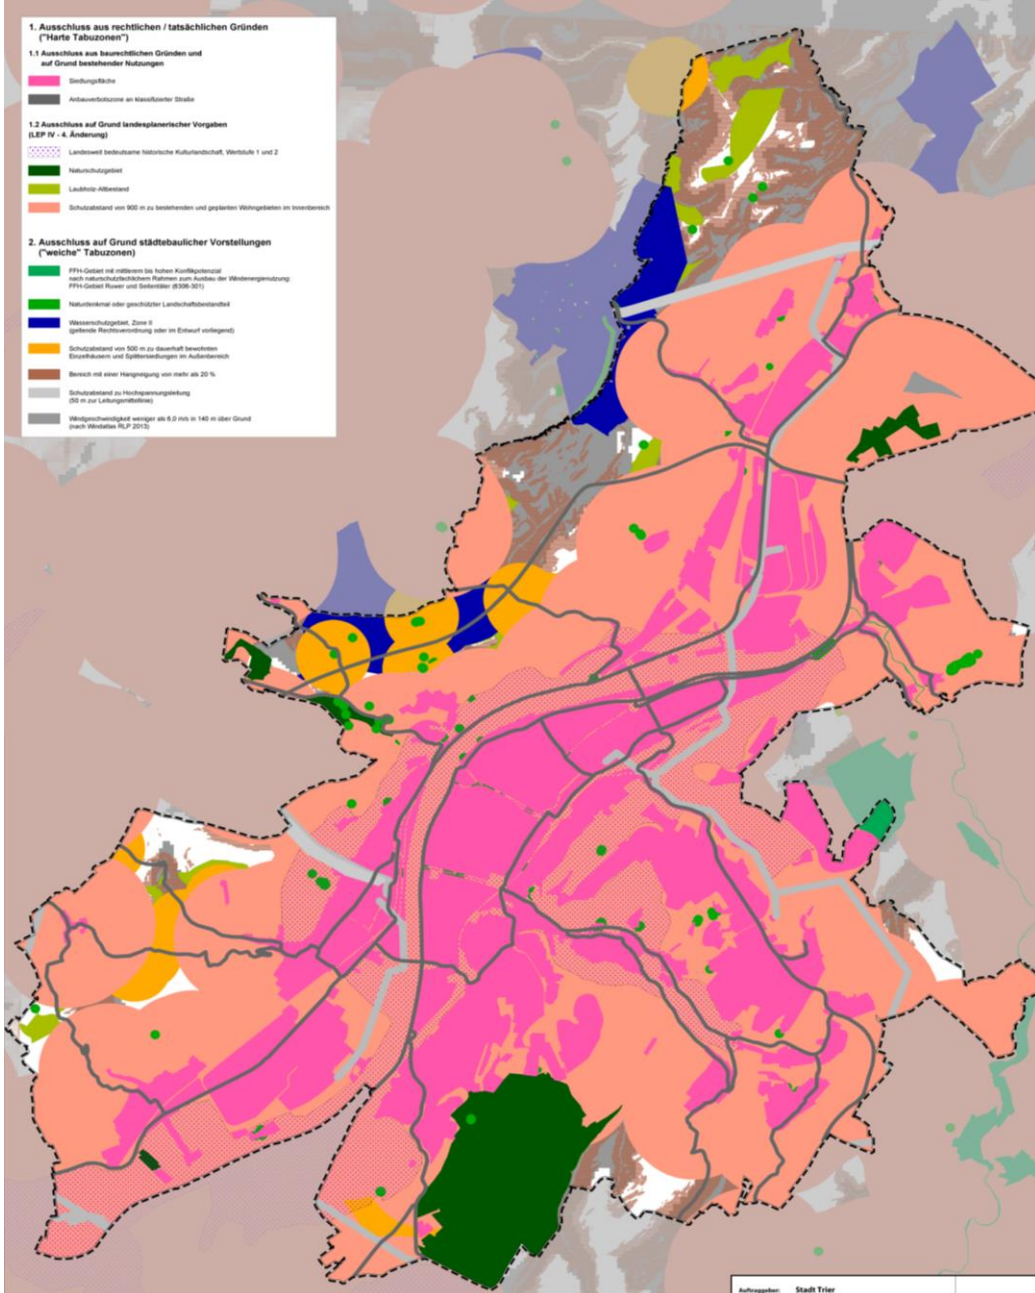 1. Ausschluss aus rechtlichen / tatsächlichen Gründen
("Harte Tabuzonen")
1.1 Ausschluss aus baurechtlichen Gründen und
auf Grund bestehender Nutzungen
Siedlungsfläche
Anbauverbotszone an klassifizierter Straße
1.2 Ausschluss auf Grund landesplanerischer Vorgaben
(LEP IV - 4. Änderung)
Landesweit bedeutsame historische Kulturlandschaft, Wertstufe 1 und 2
Naturschutzgebiet
Laubholz-Altbestand
Schutzabstand von 900 m zu bestehenden und geplanten Wohngebieten im Innenbereich
2. Ausschluss auf Grund städtebaulicher Vorstellungen
("weiche" Tabuzonen)
FFH-Gebiet mit mittlerem bis hohen Konfliktpotenzial
nach naturschutzfachlichem Rahmen zum Ausbau der Windenergienutzung:
FFH-Gebiet Ruwer und Seitentäler (6306-301)
Naturdenkmal oder geschützter Landschaftsbestandteil
Wasserschutzgebiet, Zone II
(geltende Rechtsverordnung oder im Entwurf vorliegend)
Schutzabstand von 500 m zu dauerhaft bewohnten
Einzelhäusern und Splittersiedlungen im Außenbereich
Bereich mit einer Hangneigung von mehr als 20 %
Schutzabstand zu Hochspannungsleitung
(50 m zur Leitungsmittellinie)
Windgeschwindigkeit weniger als 6,0 m/s in 140 m über Grund
(nach Windatlas RLP 2013)
Auftraggeber: Stadt Trier